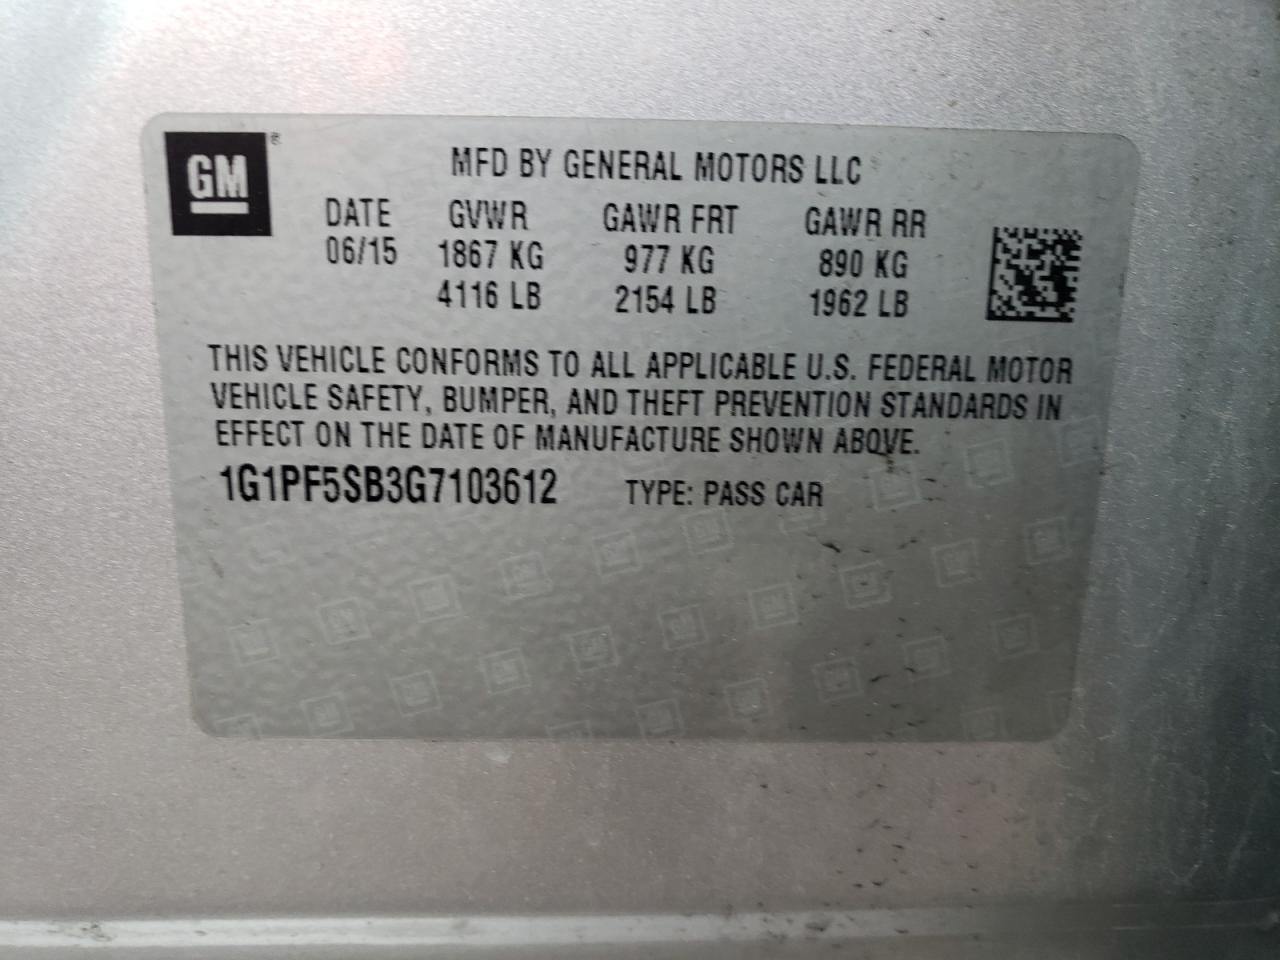 GM ®
MFD BY GENERAL MOTORS LLC
DATE GVWR GAWR FRT GAWR RR
06/15 1867 KG 977 KG 890 KG
4116 LB 2154 LB 1962 LB
THIS VEHICLE CONFORMS TO ALL APPLICABLE U.S. FEDERAL MOTOR
VEHICLE SAFETY, BUMPER, AND THEFT PREVENTION STANDARDS IN
EFFECT ON THE DATE OF MANUFACTURE SHOWN ABOVE.
1G1PF5SB3G7103612 TYPE: PASS CAR